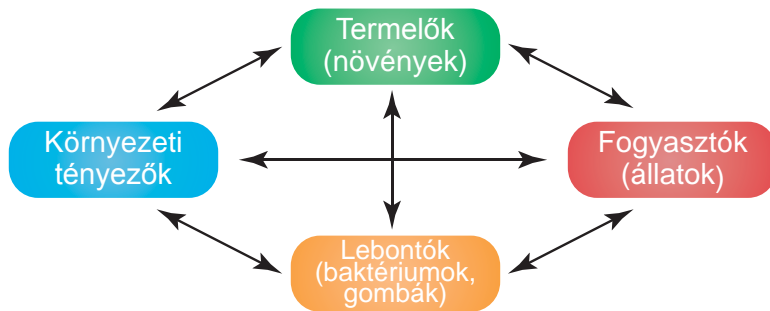 Termelők
(növények)
Környezeti
tényezők
Fogyasztók
(állatok)
Lebontók
(baktériumok,
gombák)